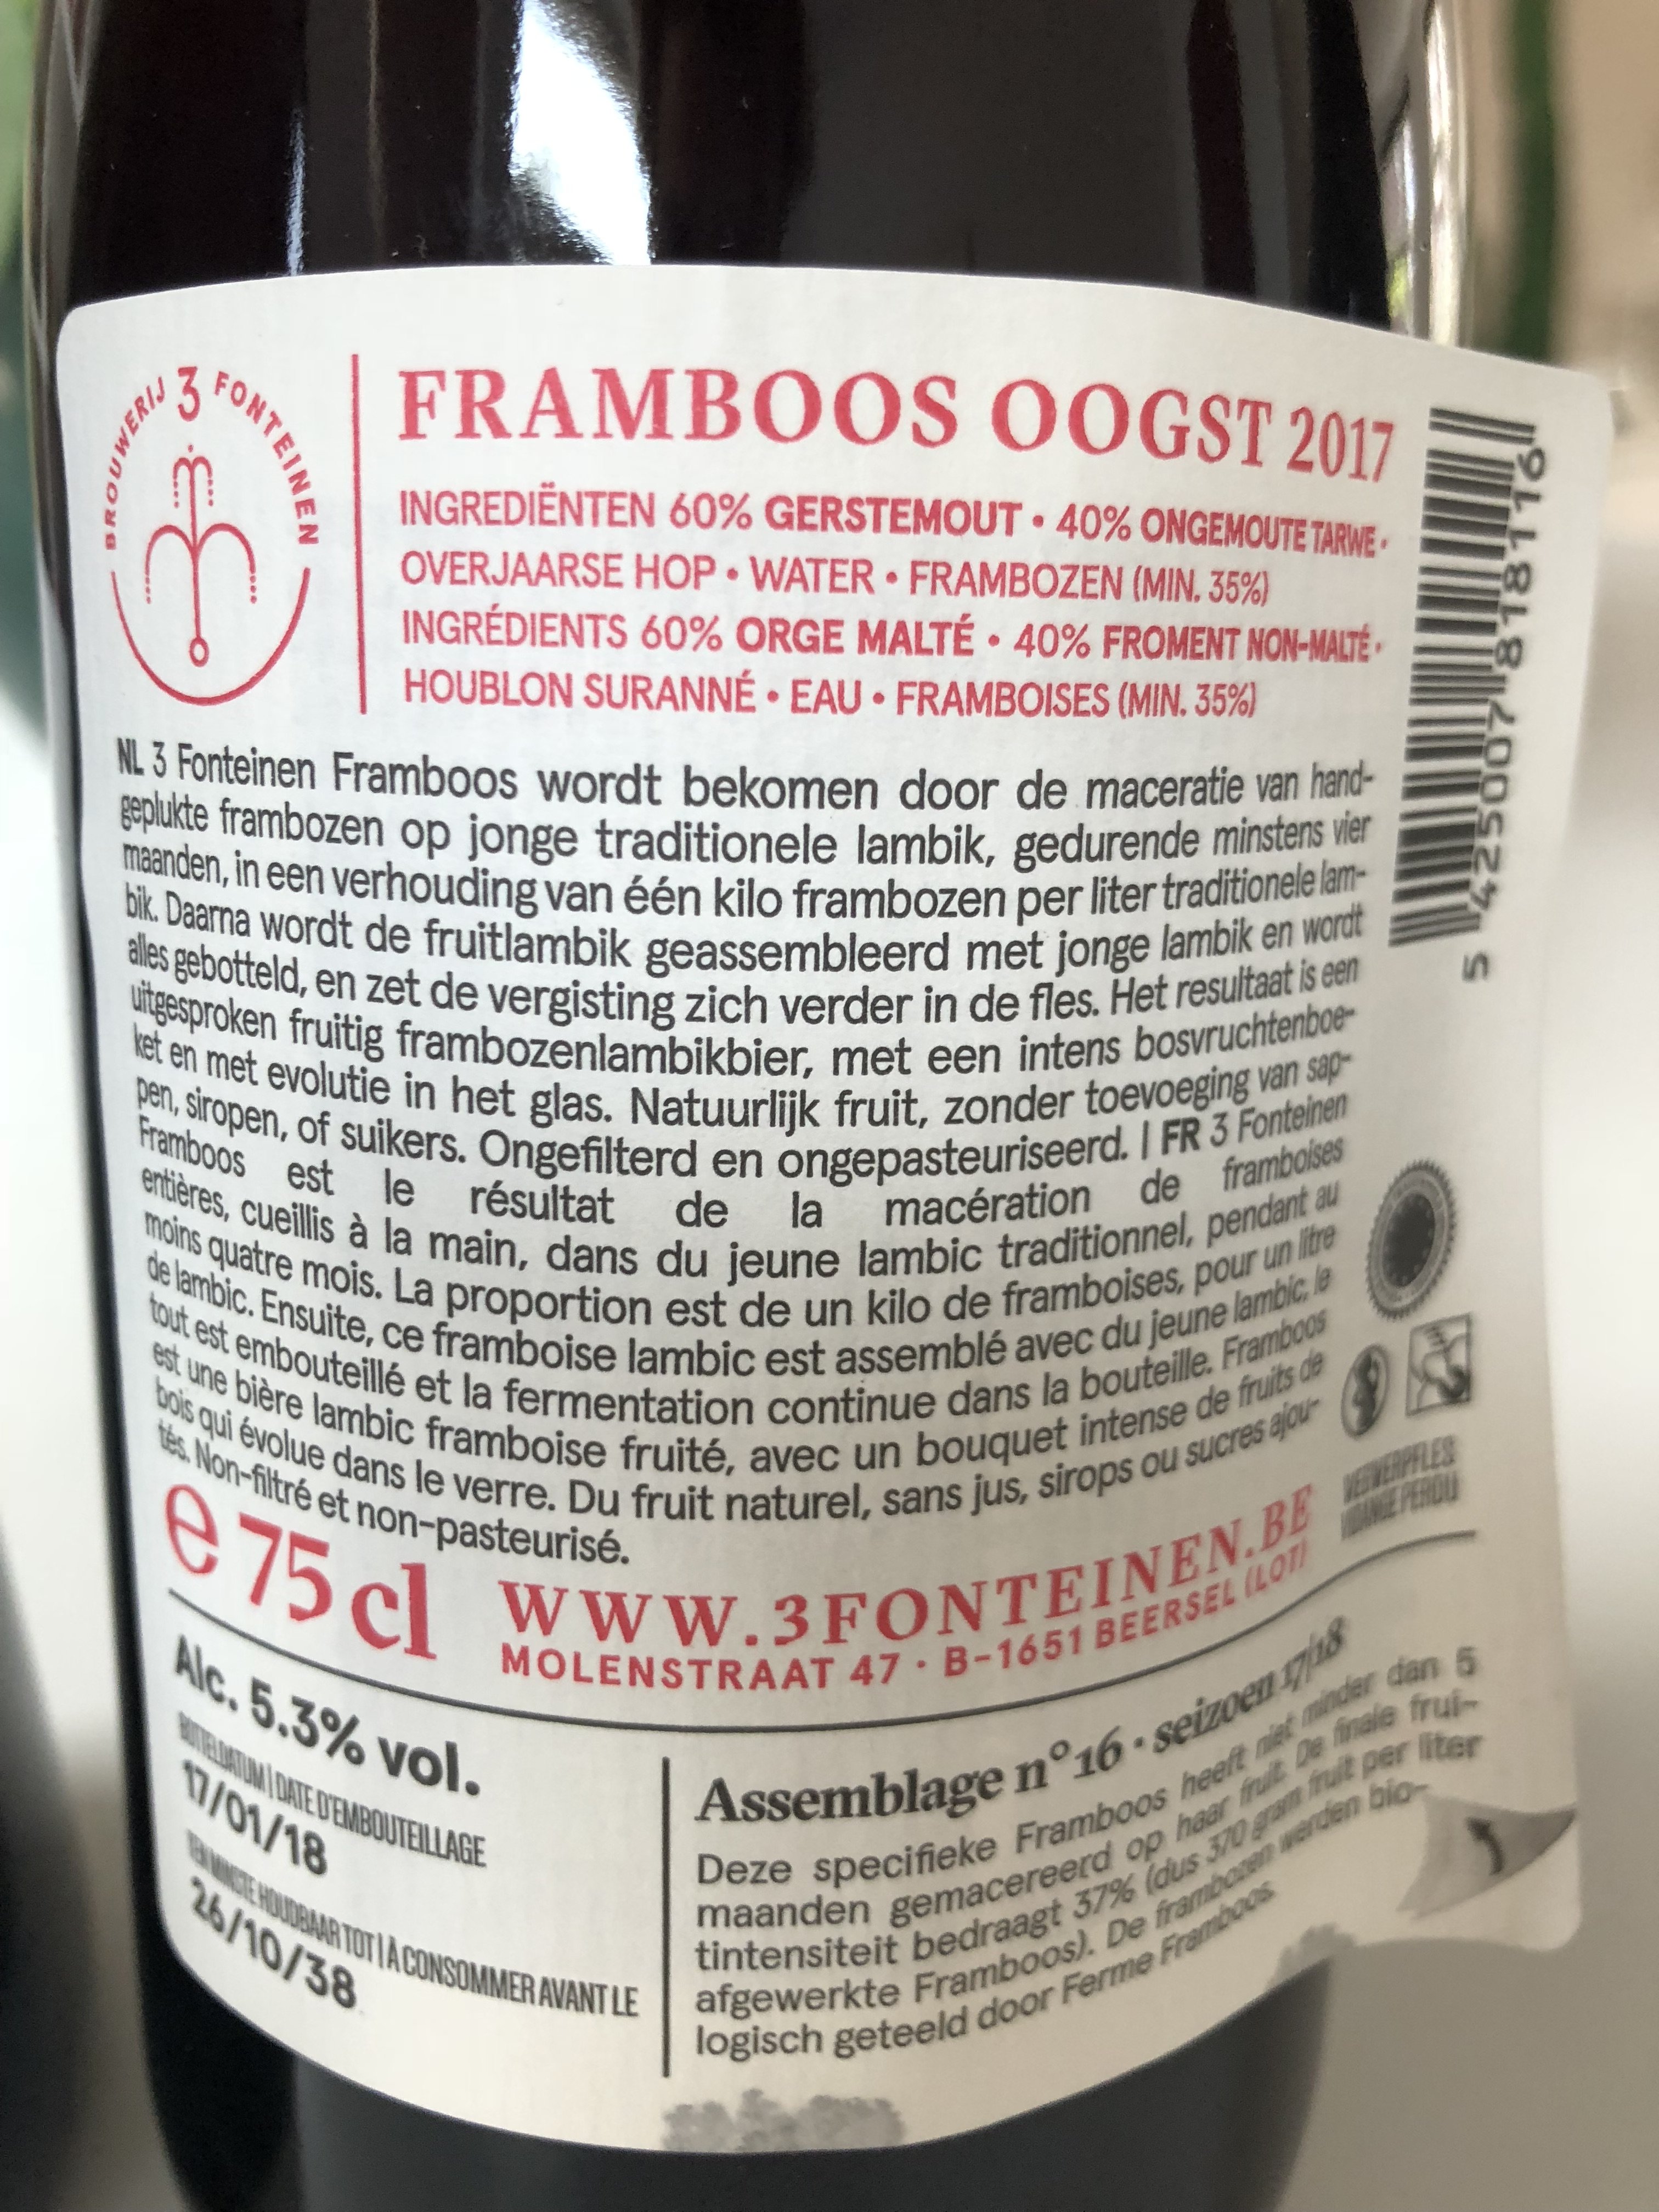 BROUWERIJ 3 FONTEINEN
FRAMBOOS OOGST 2017
INGREDIËNTEN 60% GERSTEMOUT • 40% ONGEMOUTE TARWE •
OVERJAARSE HOP • WATER • FRAMBOZEN (MIN. 35%)
INGRÉDIENTS 60% ORGE MALTÉ • 40% FROMENT NON-MALTÉ •
HOUBLON SURANNÉ • EAU • FRAMBOISES (MIN. 35%)
NL 3 Fonteinen Framboos wordt bekomen door de maceratie van hand-
geplukte frambozen op jonge traditionele lambik, gedurende minstens vier
maanden, in een verhouding van één kilo frambozen per liter traditionele lam-
bik. Daarna wordt de fruitlambik geassembleerd met jonge lambik en wordt
alles gebotteld, en zet de vergisting zich verder in de fles. Het resultaat is een
uitgesproken fruitig frambozenlambikbier, met een intens bosvruchtenboe-
ket en met evolutie in het glas. Natuurlijk fruit, zonder toevoeging van sap-
pen, siropen, of suikers. Ongefilterd en ongepasteuriseerd. | FR 3 Fonteinen
Framboos est le résultat de la macération de framboises
entières, cueillis à la main, dans du jeune lambic traditionnel, pendant au
moins quatre mois. La proportion est de un kilo de framboises, pour un litre
de lambic. Ensuite, ce framboise lambic est assemblé avec du jeune lambic, le
tout est embouteillé et la fermentation continue dans la bouteille. Framboos
est une bière lambic framboise fruité, avec un bouquet intense de fruits de
bois qui évolue dans le verre. Du fruit naturel, sans jus, sirops ou sucres ajou-
tés. Non-filtré et non-pasteurisé.
5 425007 818116
VERWERPFLES
VIDANGE PERDU
e 75 cl
WWW.3FONTEINEN.BE
MOLENSTRAAT 47 · B-1651 BEERSEL (LOT)
Alc. 5.3% vol.
BOTTELDATUM | DATE D'EMBOUTEILLAGE
17/01/18
TEN MINSTE HOUDBAAR TOT | À CONSOMMER AVANT LE
26/10/38
Assemblage n°16 · seizoen 17|18
Deze specifieke Framboos heeft niet minder dan 5
maanden gemacereerd op haar fruit. De finale frui-
tintensiteit bedraagt 37% (dus 370 gram fruit per liter
afgewerkte Framboos). De frambozen werden bio-
logisch geteeld door Ferme Framboos.